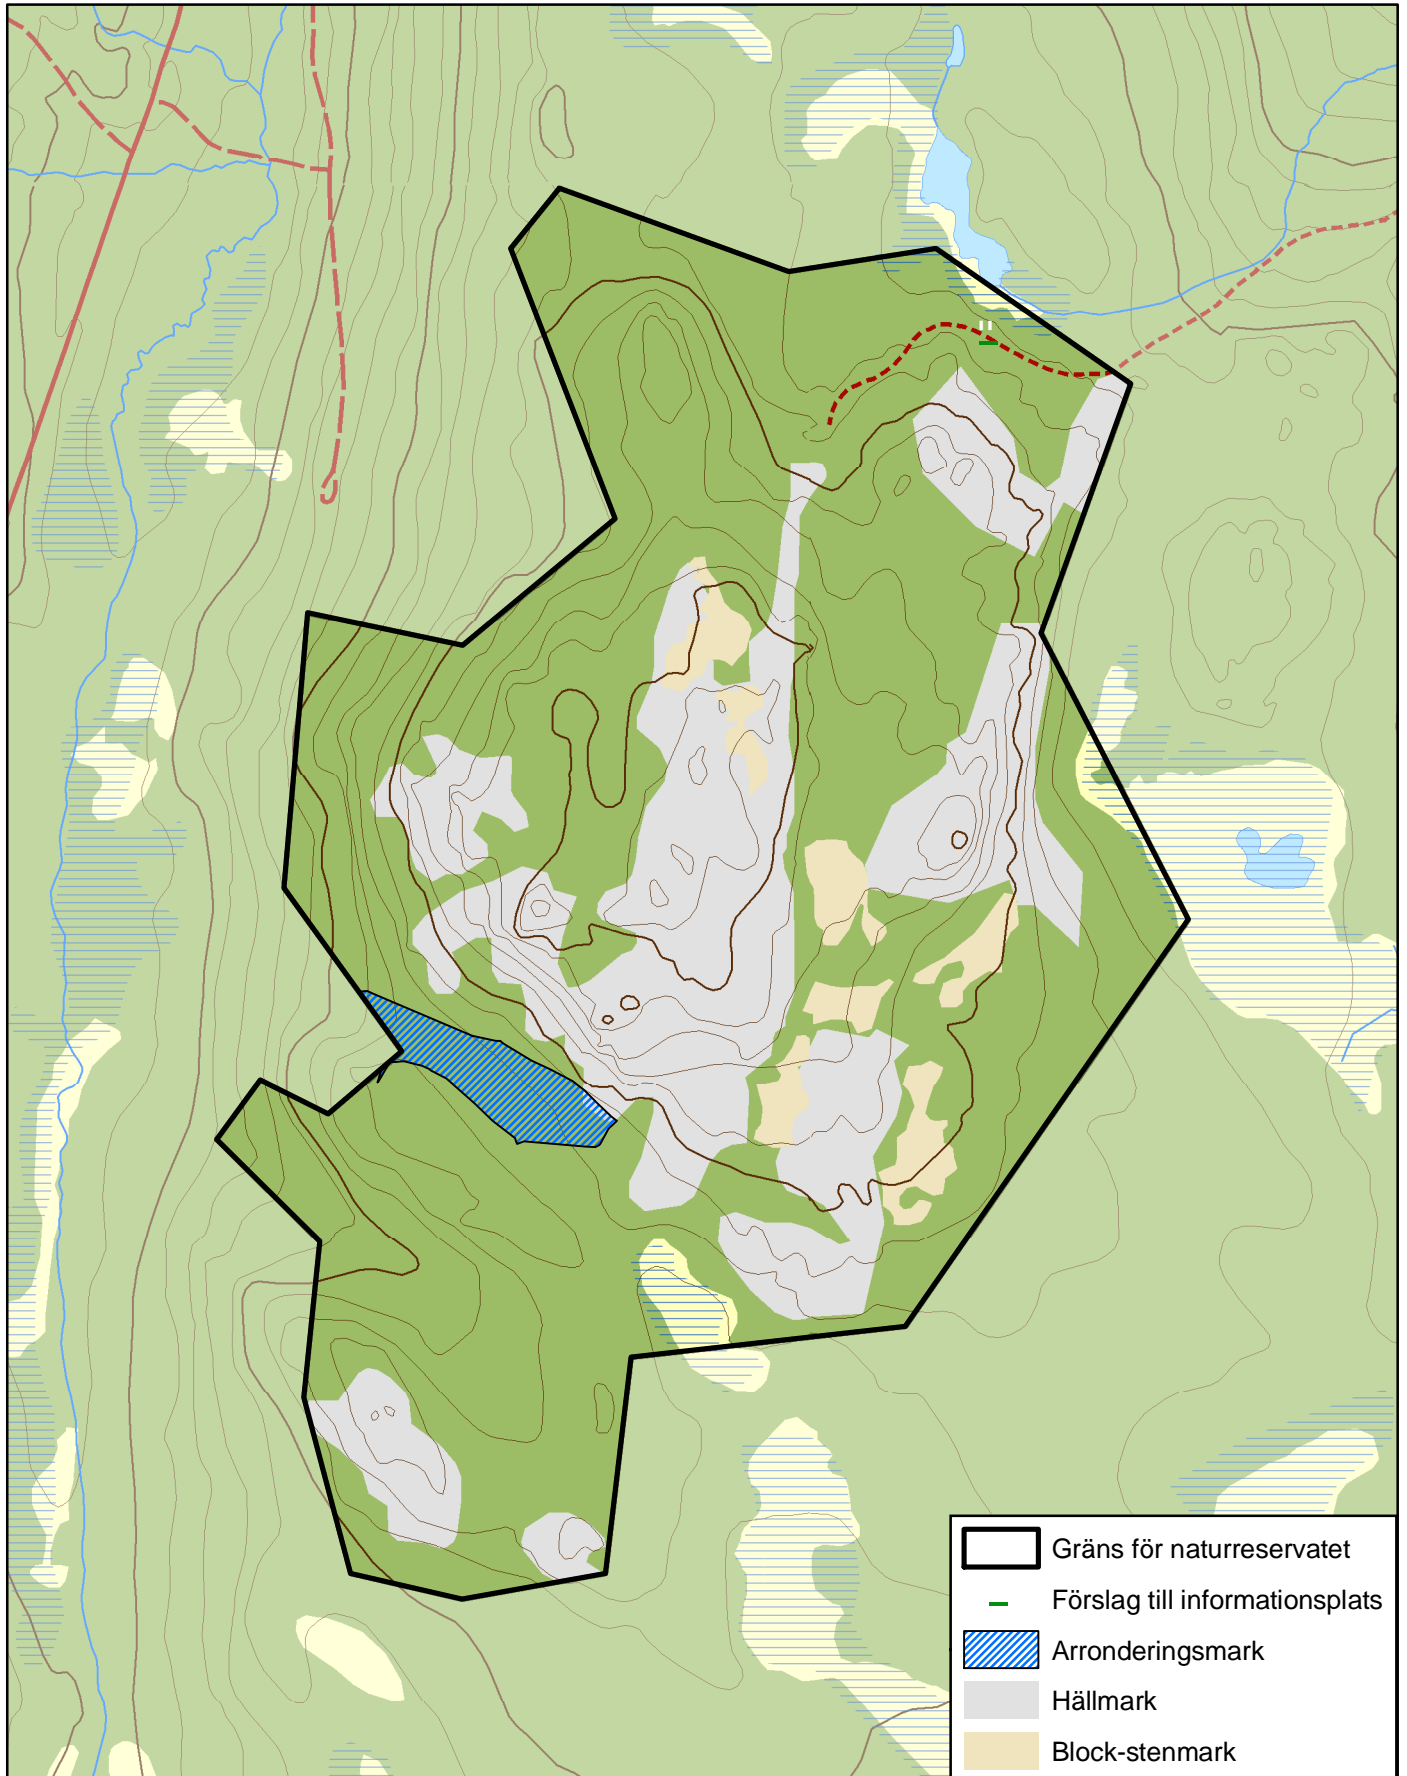 Gräns för naturreservatet
Förslag till informationsplats
Arronderingsmark
Hällmark
Block-stenmark